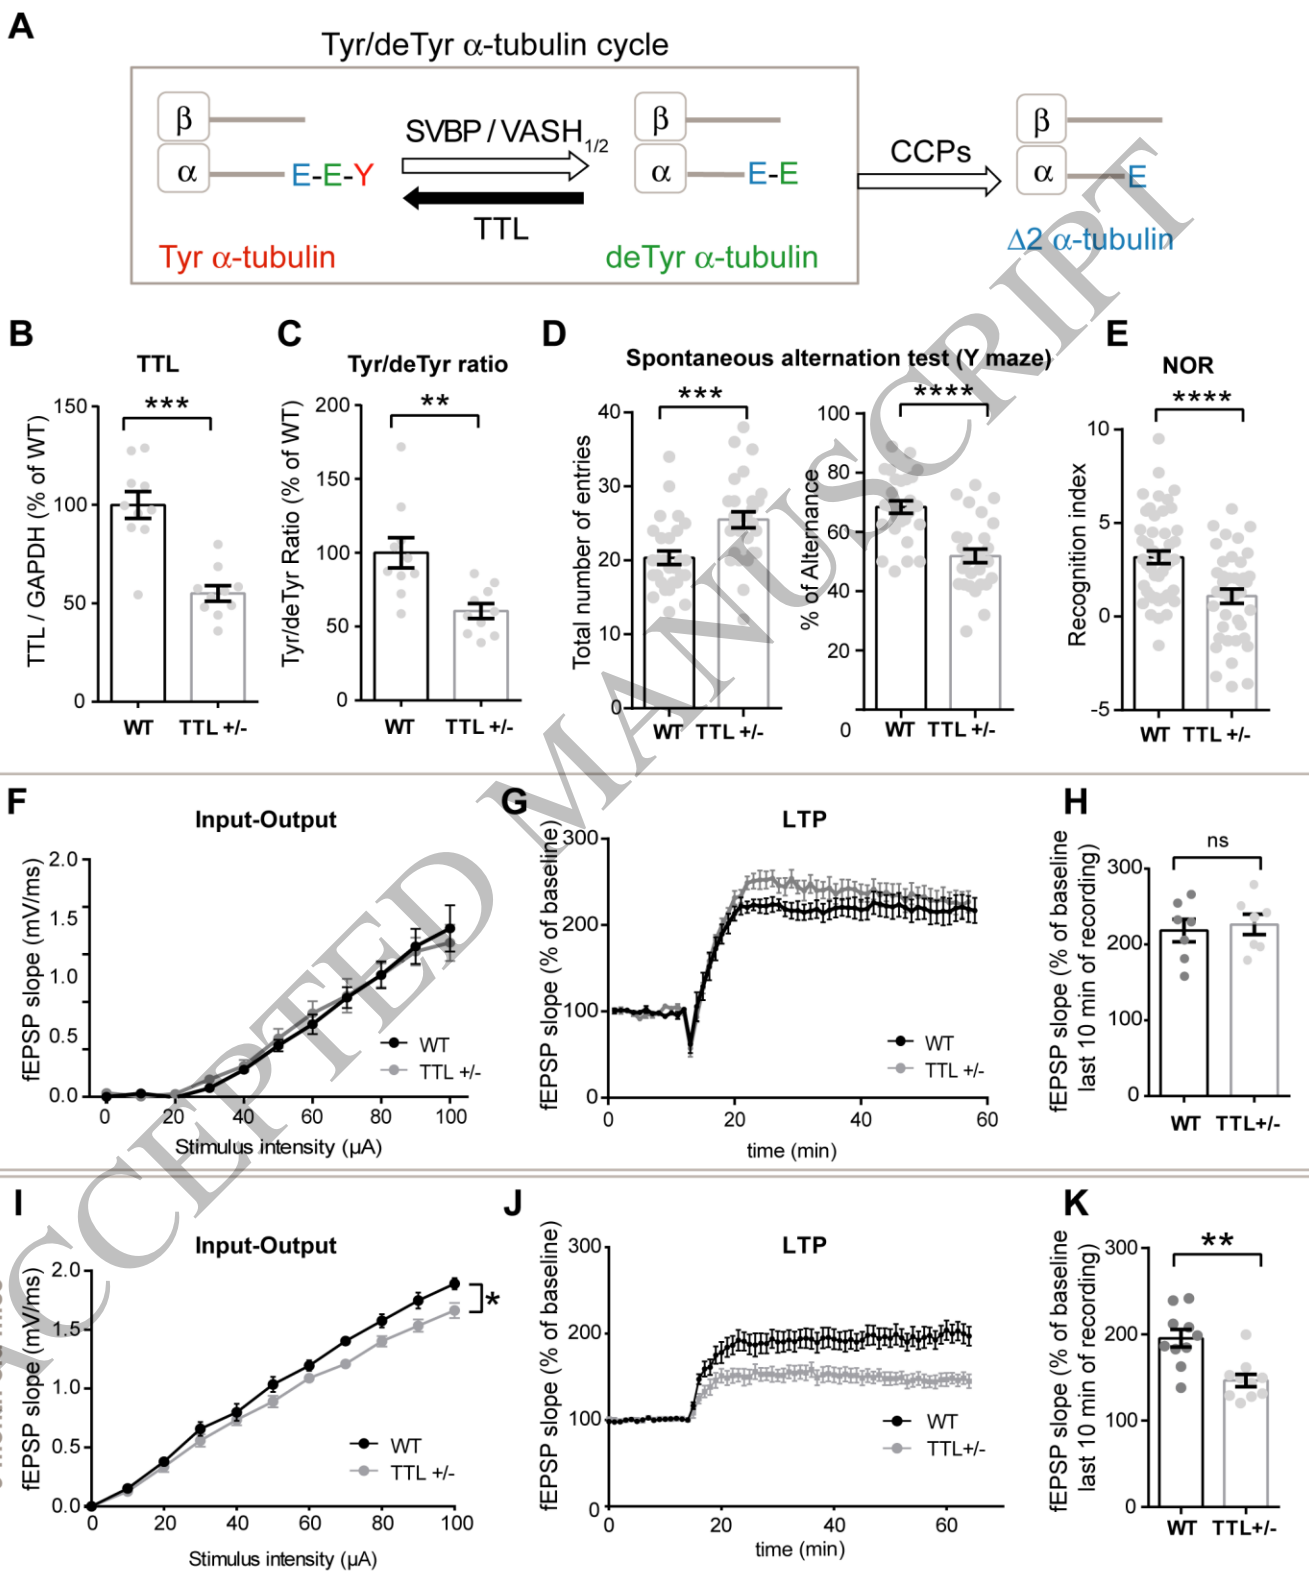 A
Tyr/deTyr α-tubulin cycle
β
α
E-E-Y
Tyr α-tubulin
SVBP / VASH1/2
TTL
β
α
E-E
deTyr α-tubulin
CCPs
β
α
E
Δ2 α-tubulin
ACCEPTED MANUSCRIPT
B
TTL
***
TTL / GAPDH (% of WT)
150
100
50
0
WT
TTL +/-
C
Tyr/deTyr ratio
**
Tyr/deTyr Ratio (% of WT)
200
150
100
50
0
WT
TTL +/-
D
Spontaneous alternation test (Y maze)
***
Total number of entries
40
30
20
10
0
WT
TTL +/-
****
% of Alternance
100
80
60
40
20
0
WT
TTL +/-
E
NOR
****
Recognition index
10
5
0
-5
WT
TTL +/-
F
Input-Output
fEPSP slope (mV/ms)
2.0
1.5
1.0
0.5
0.0
0 20 40 60 80 100
Stimulus intensity (µA)
WT
TTL +/-
G
LTP
fEPSP slope (% of baseline)
300
200
100
0
0 20 40 60
time (min)
WT
TTL +/-
H
ns
fEPSP slope (% of baseline
last 10 min of recording)
300
200
100
0
WT
TTL+/-
I
Input-Output
fEPSP slope (mV/ms)
2.0
1.5
1.0
0.5
0.0
0 20 40 60 80 100
Stimulus intensity (µA)
*
WT
TTL +/-
J
LTP
fEPSP slope (% of baseline)
300
200
100
0
0 20 40 60
time (min)
WT
TTL+/-
K
**
fEPSP slope (% of baseline
last 10 min of recording)
300
200
100
0
WT
TTL+/-